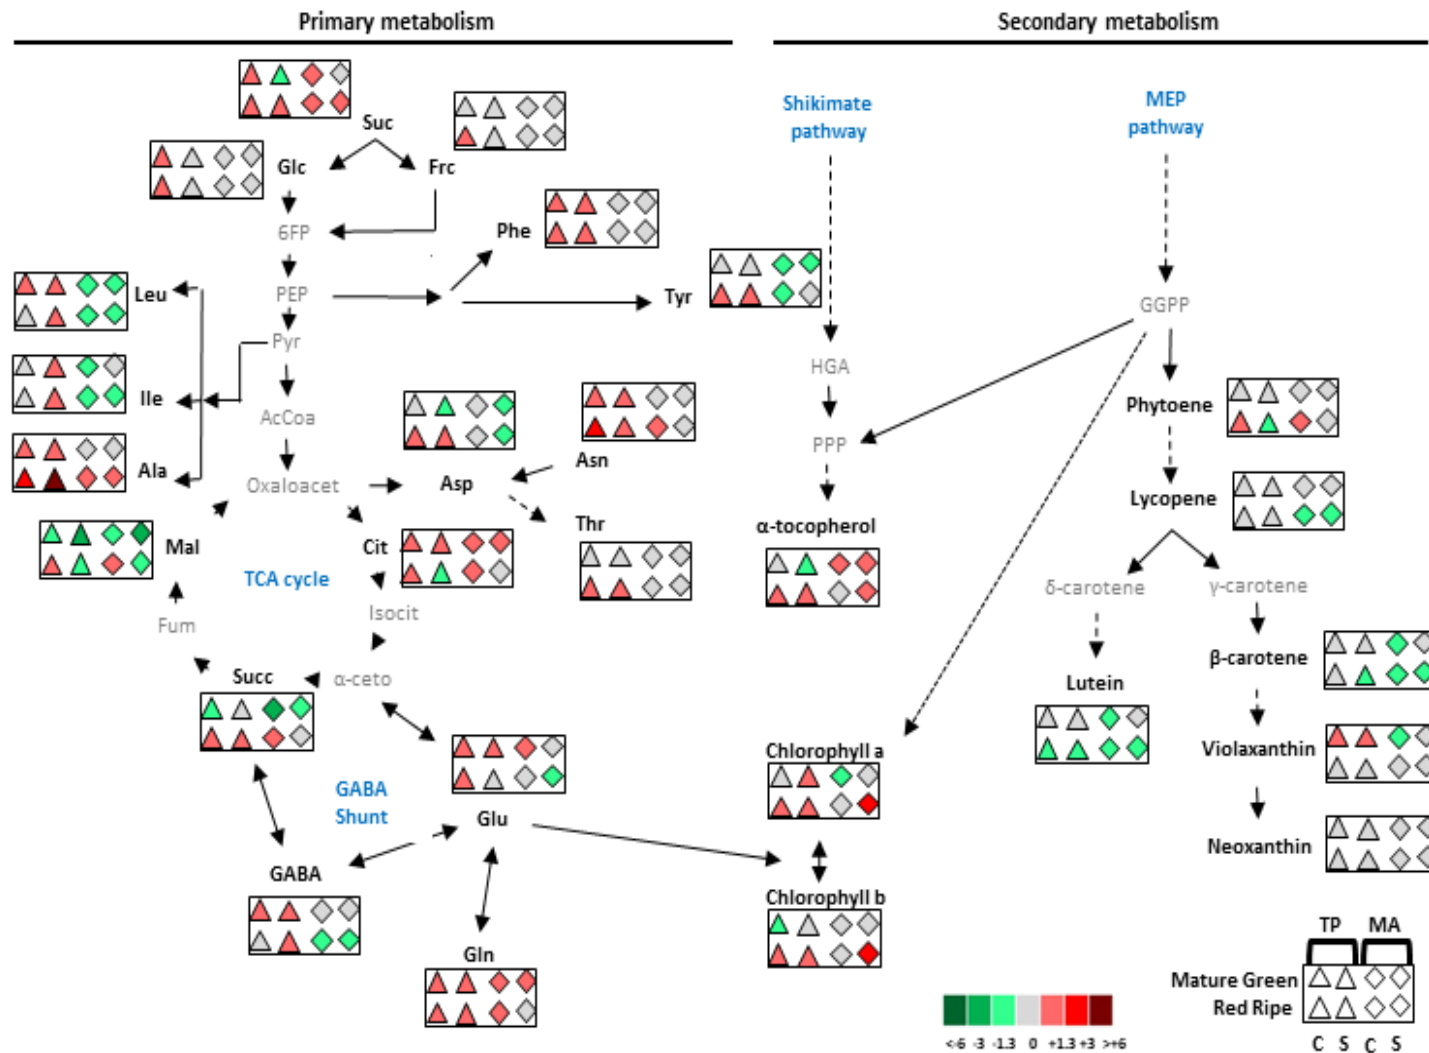 Primary metabolism
Secondary metabolism
Suc
Glc
Frc
6FP
Phe
Leu
PEP
Tyr
Pyr
Ile
AcCoa
Ala
Asn
Oxaloacet
Asp
Thr
Mal
Cit
TCA cycle
Isocit
Fum
Succ
α-ceto
GABA
Shunt
Glu
GABA
Gln
Shikimate
pathway
MEP
pathway
GGPP
HGA
Phytoene
PPP
Lycopene
α-tocopherol
δ-carotene
γ-carotene
β-carotene
Lutein
Violaxanthin
Chlorophyll a
Neoxanthin
Chlorophyll b
TP MA
Mature Green
Red Ripe
C S C S
<-6 -3 -1.3 0 +1.3 +3 >+6